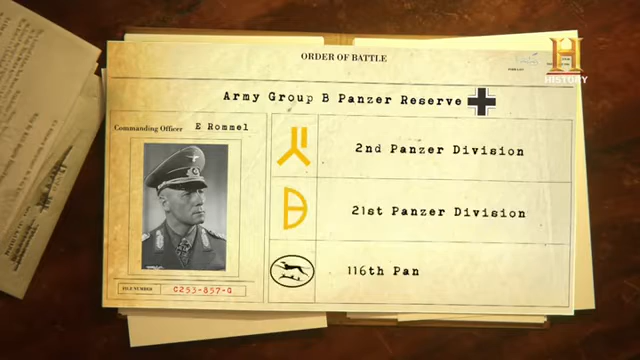 ORDER OF BATTLE
H
HISTORY
Army Group B Panzer Reserve
Commanding Officer E Rommel
2nd Panzer Division
21st Panzer Division
116th Pan
FILE NUMBER C253-857-G